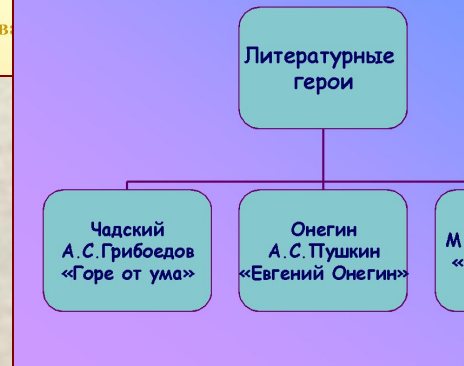 Литературные
герои
Чадский
А.С.Грибоедов
«Горе от ума»
Онегин
А.С.Пушкин
«Евгений Онегин»
М
«